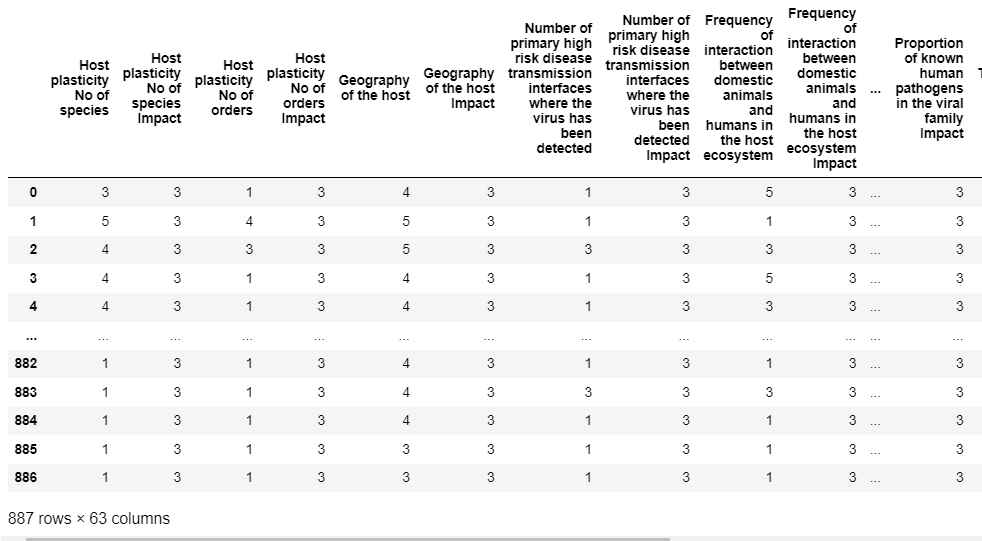 Host
plasticity
No of
species
Host
plasticity
No of
species
Impact
Host
plasticity
No of
orders
Host
plasticity
No of
orders
Impact
Geography
of the host
Geography
of the host
Impact
Number of
primary high
risk disease
transmission
interfaces
where the
virus has
been
detected
Number of
primary high
risk disease
transmission
interfaces
where the
virus has
been
detected
Impact
Frequency
of
interaction
between
domestic
animals
and
humans in
the host
ecosystem
Frequency
of
interaction
between
domestic
animals
and
humans in
the host
ecosystem
Impact
...
Proportion
of known
human
pathogens
in the viral
family
Impact
T
0 3 3 1 3 4 3 1 3 5 3 ... 3
1 5 3 4 3 5 3 1 3 1 3 ... 3
2 4 3 3 3 5 3 3 3 3 3 ... 3
3 4 3 1 3 4 3 1 3 5 3 ... 3
4 4 3 1 3 4 3 1 3 3 3 ... 3
... ... ... ... ... ... ... ... ... ... ... ... ...
882 1 3 1 3 4 3 1 3 1 3 ... 3
883 1 3 1 3 4 3 3 3 3 3 ... 3
884 1 3 1 3 4 3 1 3 1 3 ... 3
885 1 3 1 3 3 3 1 3 1 3 ... 3
886 1 3 1 3 3 3 1 3 1 3 ... 3
887 rows × 63 columns